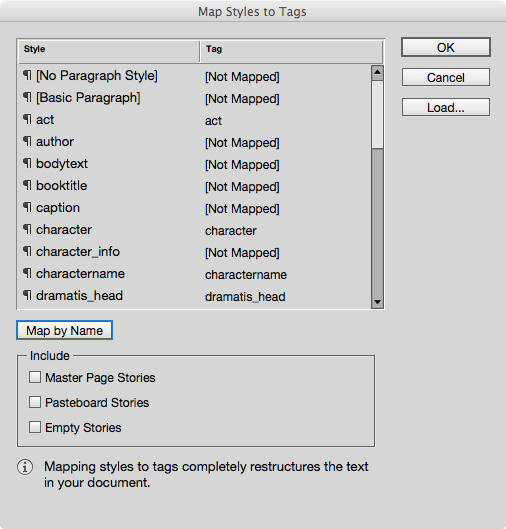 Map Styles to Tags
Style Tag
¶ [No Paragraph Style] [Not Mapped]
¶ [Basic Paragraph] [Not Mapped]
¶ act act
¶ author [Not Mapped]
¶ bodytext [Not Mapped]
¶ booktitle [Not Mapped]
¶ caption [Not Mapped]
¶ character character
¶ character_info [Not Mapped]
¶ charactername charactername
¶ dramatis_head dramatis_head
OK
Cancel
Load...
Map by Name
Include
Master Page Stories
Pasteboard Stories
Empty Stories
Mapping styles to tags completely restructures the text
in your document.